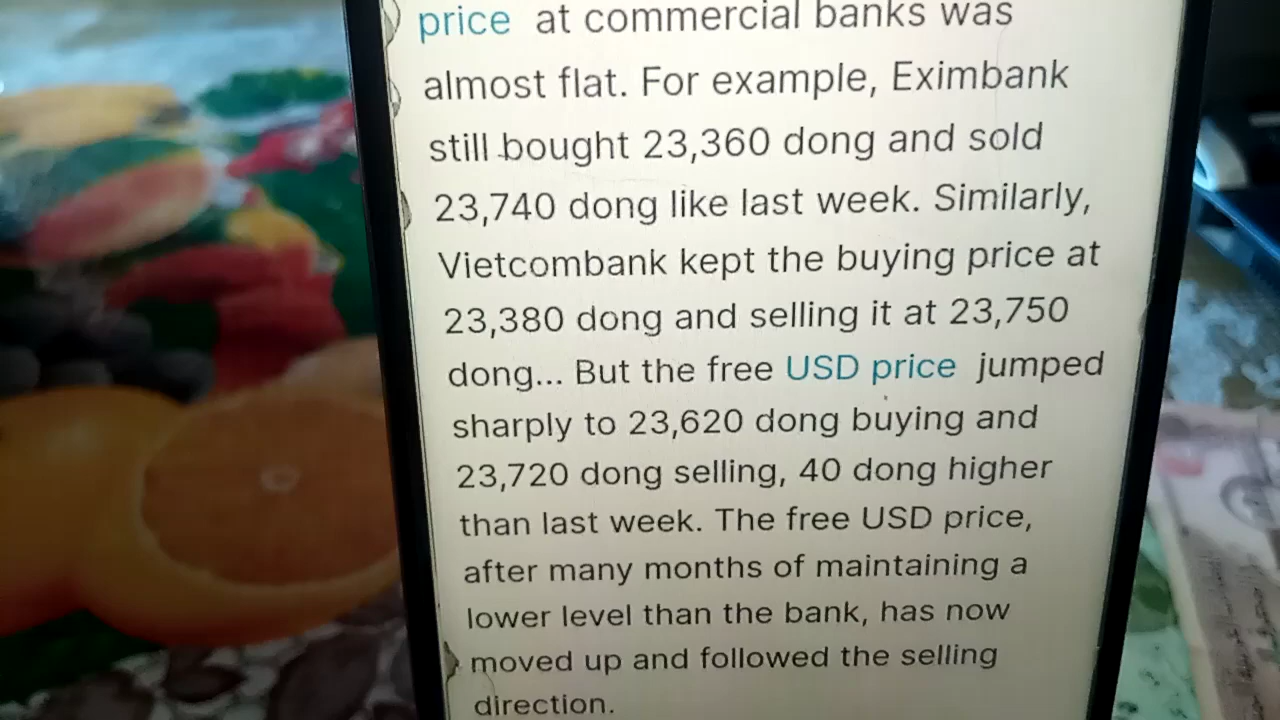 price at commercial banks was
almost flat. For example, Eximbank
still bought 23,360 dong and sold
23,740 dong like last week. Similarly,
Vietcombank kept the buying price at
23,380 dong and selling it at 23,750
dong... But the free USD price jumped
sharply to 23,620 dong buying and
23,720 dong selling, 40 dong higher
than last week. The free USD price,
after many months of maintaining a
lower level than the bank, has now
moved up and followed the selling
direction.